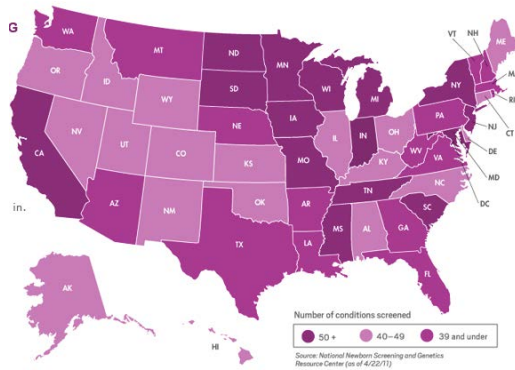 G
WA
MT
ND
MN
VT
NH
ME
OR
ID
SD
WI
MI
NY
WY
IA
NE
PA
RI
CT
NJ
NV
UT
CO
IL
IN
OH
DE
CA
KS
MO
KY
WV
VA
MD
in.
AZ
NM
OK
AR
TN
NC
DC
TX
LA
MS
AL
GA
SC
FL
AK
HI
Number of conditions screened
50 + 40–49 39 and under
Source: National Newborn Screening and Genetics
Resource Center (as of 4/22/11)